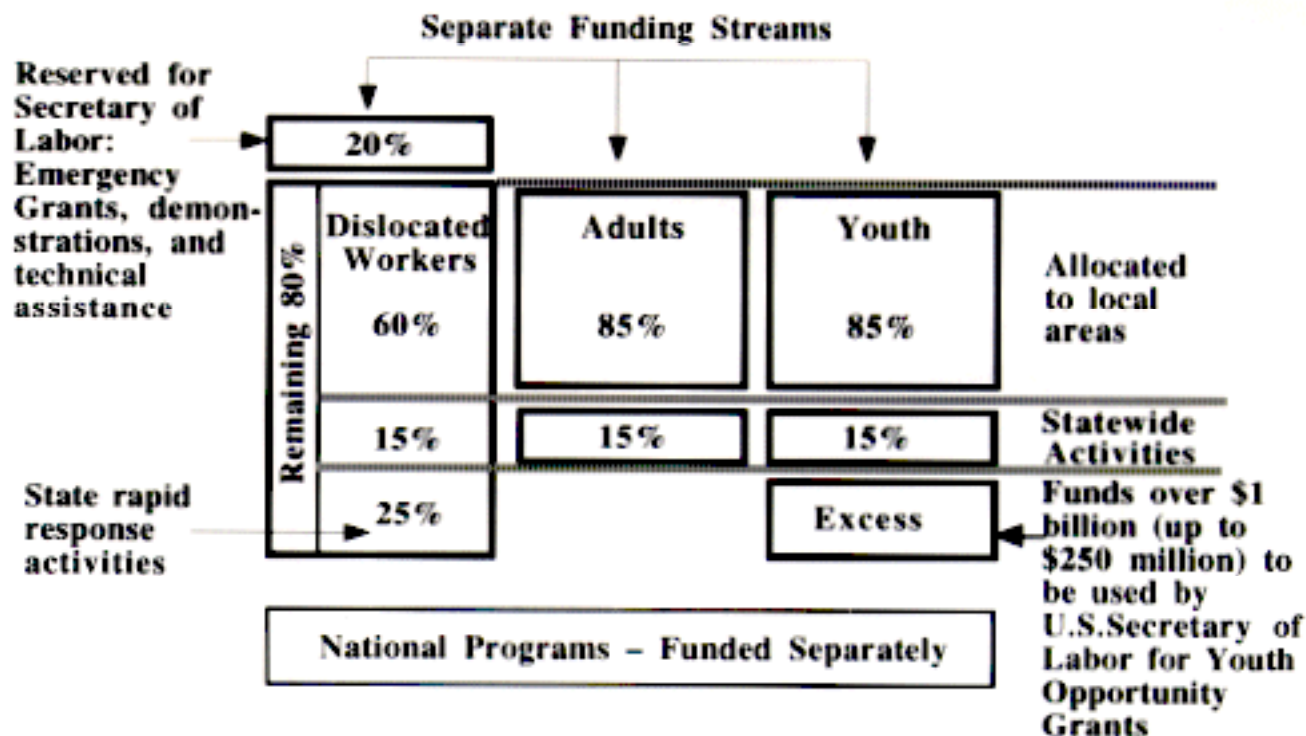 Separate Funding Streams
Reserved for
Secretary of
Labor:
Emergency
Grants, demon-
strations, and
technical
assistance
20%
Remaining 80%
Dislocated
Workers
60%
Adults
85%
Youth
85%
Allocated
to local
areas
15%
15%
15%
Statewide
Activities
State rapid
response
activities
25%
Excess
Funds over $1
billion (up to
$250 million) to
be used by
U.S.Secretary of
Labor for Youth
Opportunity
Grants
National Programs – Funded Separately